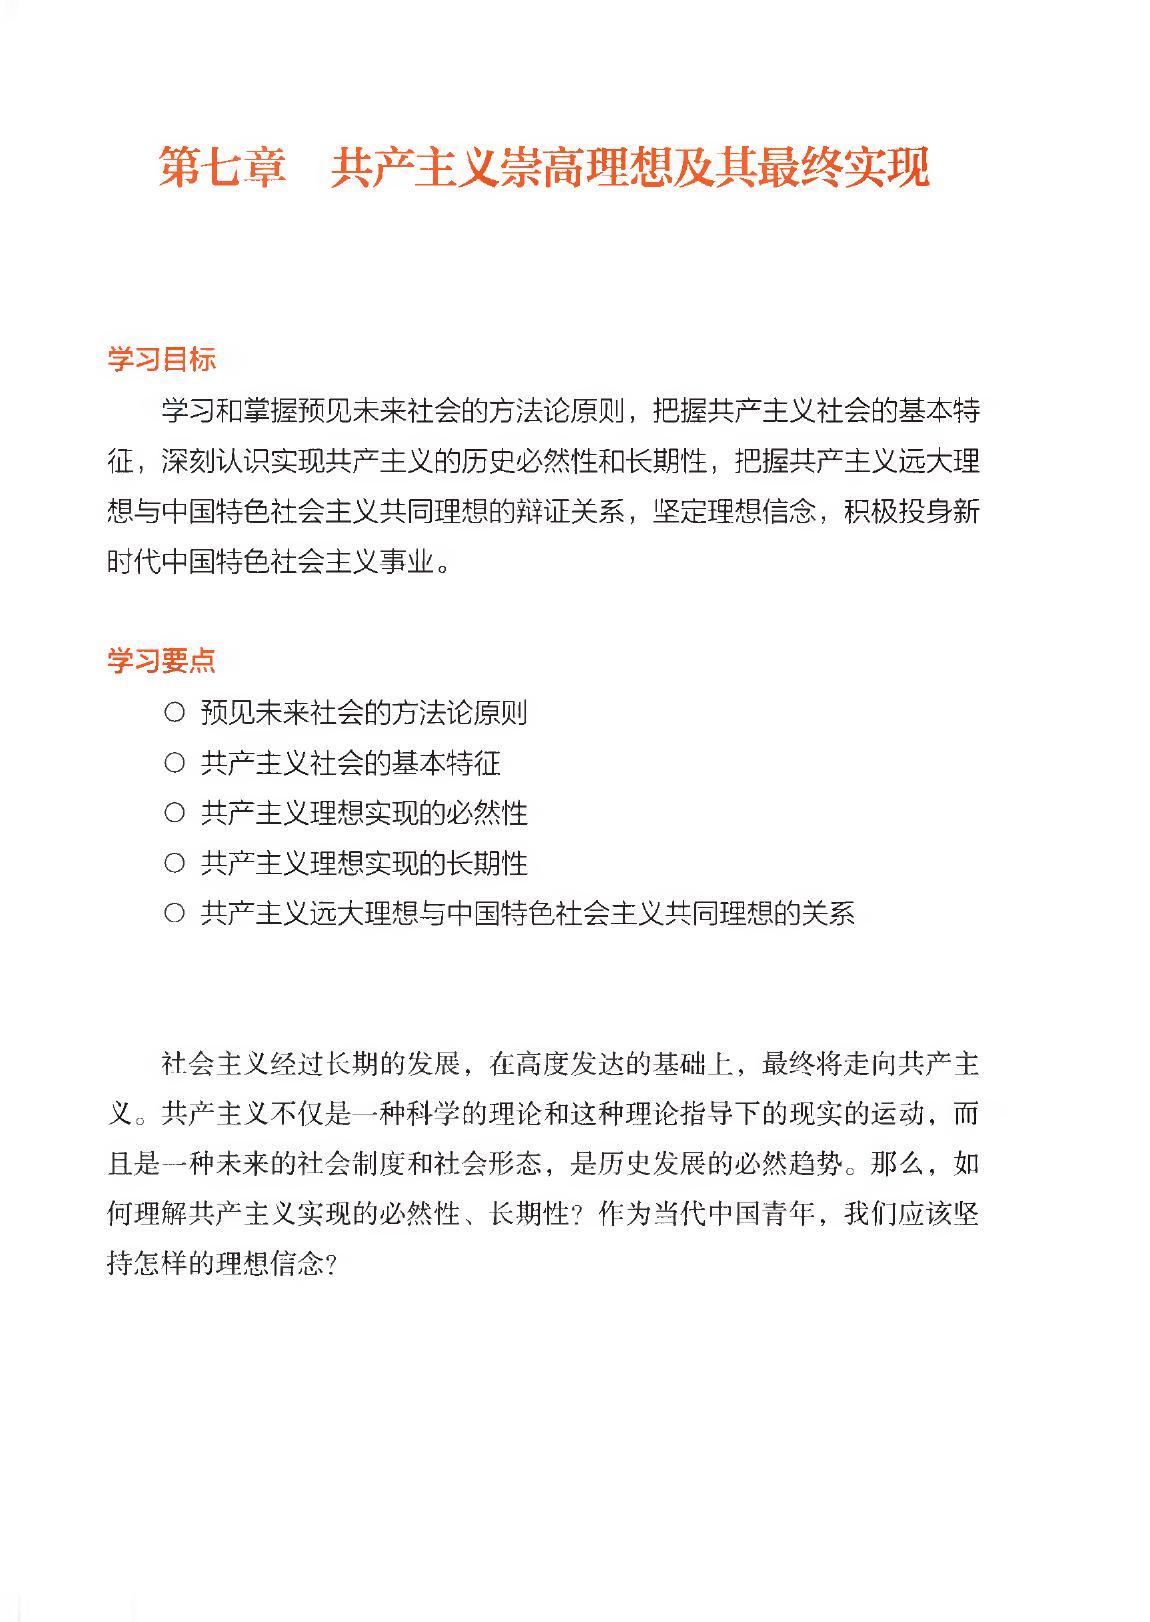 第七章 共产主义崇高理想及其最终实现
学习目标
学习和掌握预见未来社会的方法论原则，把握共产主义社会的基本特
征，深刻认识实现共产主义的历史必然性和长期性，把握共产主义远大理
想与中国特色社会主义共同理想的辩证关系，坚定理想信念，积极投身新
时代中国特色社会主义事业。
学习要点
○ 预见未来社会的方法论原则
○ 共产主义社会的基本特征
○ 共产主义理想实现的必然性
○ 共产主义理想实现的长期性
○ 共产主义远大理想与中国特色社会主义共同理想的关系
社会主义经过长期的发展，在高度发达的基础上，最终将走向共产主
义。共产主义不仅是一种科学的理论和这种理论指导下的现实的运动，而
且是一种未来的社会制度和社会形态，是历史发展的必然趋势。那么，如
何理解共产主义实现的必然性、长期性？作为当代中国青年，我们应该坚
持怎样的理想信念？